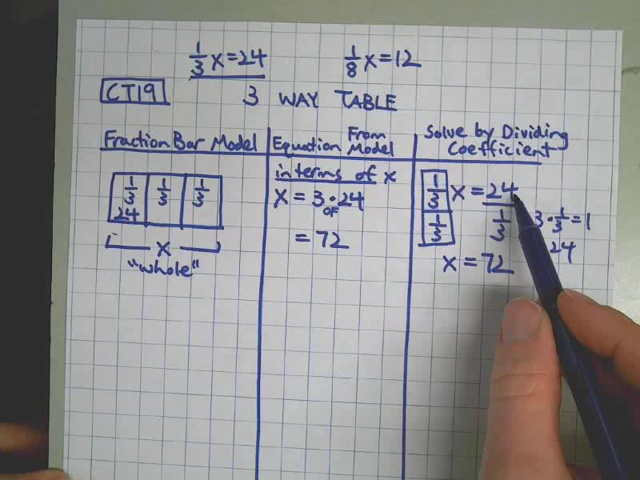 1/3 x = 24
1/8 x = 12
CT19
3 WAY TABLE
Fraction Bar Model
Equation From Model
Solve by Dividing Coefficient
1/3 1/3 1/3
24
x
"whole"
in terms of x
x = 3 • 24
of
= 72
1/3 x = 24
1/3 1/3
3 • 1/3 = 1
24
x = 72